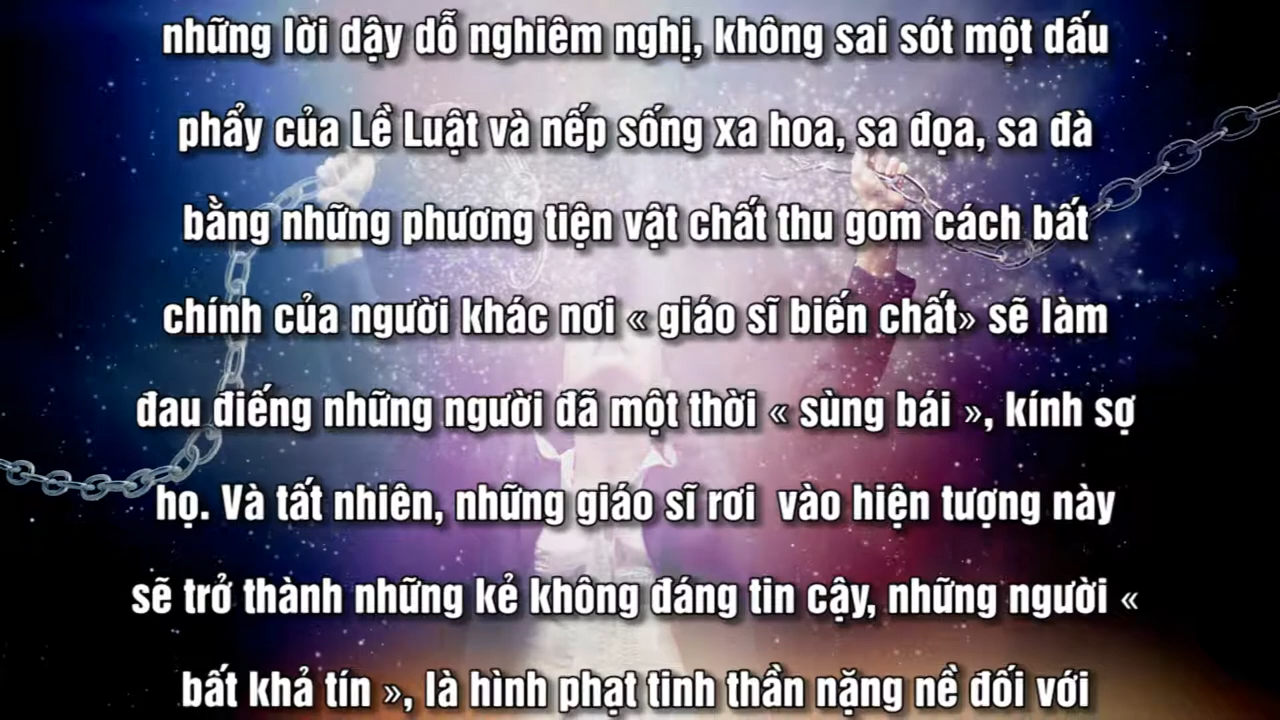 những lời dậy dỗ nghiêm nghị, không sai sót một dấu
phẩy của Lề Luật và nếp sống xa hoa, sa đọa, sa đà
bằng những phương tiện vật chất thu gom cách bất
chính của người khác nơi « giáo sĩ biến chất» sẽ làm
đau điếng những người đã một thời « sùng bái », kính sợ
họ. Và tất nhiên, những giáo sĩ rơi  vào hiện tượng này
sẽ trở thành những kẻ không đáng tin cậy, những người «
bất khả tín », là hình phạt tinh thần nặng nề đối với